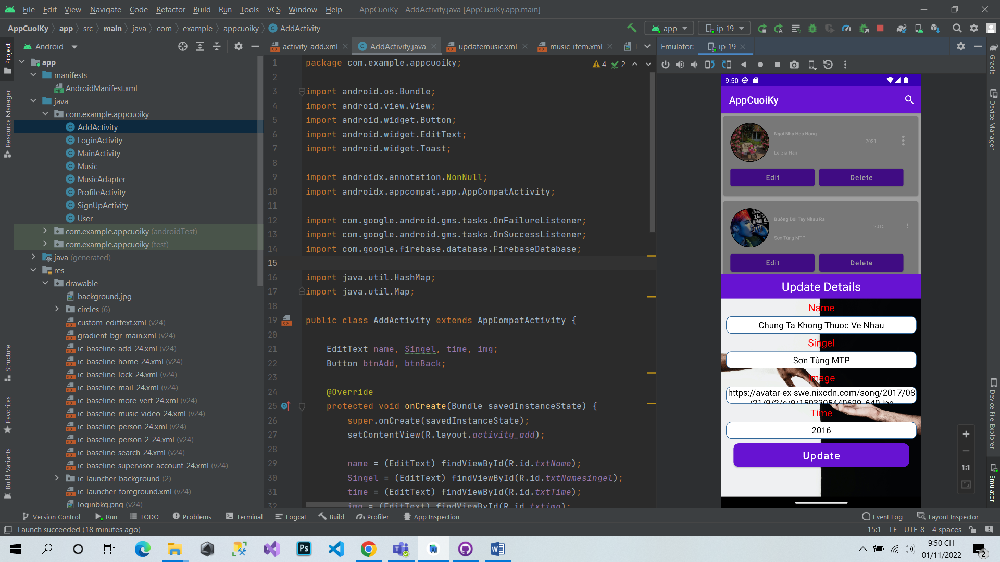 File Edit View Navigate Code Refactor Build Run Tools VCS Window Help AppCuoiKy - AddActivity.java [AppCuoiKy.app.main]
AppCuoiKy app src main java com example appcuoiky AddActivity app ip 19
Android
activity_add.xml AddActivity.java updatemusic.xml music_item.xml
Emulator: ip 19
Project
Resource Manager
Structure
Favorites
Build Variants
app
manifests
AndroidManifest.xml
java
com.example.appcuoiky
AddActivity
LoginActivity
MainActivity
Music
MusicAdapter
ProfileActivity
SignUpActivity
User
com.example.appcuoiky (androidTest)
com.example.appcuoiky (test)
java (generated)
res
drawable
background.jpg
circles (6)
custom_edittext.xml (v24)
gradient_bgr_main.xml (v24)
ic_baseline_add_24.xml (v24)
ic_baseline_home_24.xml (v24)
ic_baseline_lock_24.xml (v24)
ic_baseline_mail_24.xml (v24)
ic_baseline_more_vert_24.xml (v24)
ic_baseline_music_video_24.xml (v24)
ic_baseline_person_24.xml (v24)
ic_baseline_person_2_24.xml (v24)
ic_baseline_search_24.xml (v24)
ic_baseline_supervisor_account_24.xml (v24)
ic_launcher_background (2)
ic_launcher_foreground.xml (v24)
loginbkg.png (v24)
4 2
1 package com.example.appcuoiky;
2
3 import android.os.Bundle;
4 import android.view.View;
5 import android.widget.Button;
6 import android.widget.EditText;
7 import android.widget.Toast;
8
9 import androidx.annotation.NonNull;
10 import androidx.appcompat.app.AppCompatActivity;
11
12 import com.google.android.gms.tasks.OnFailureListener;
13 import com.google.android.gms.tasks.OnSuccessListener;
14 import com.google.firebase.database.FirebaseDatabase;
15
16 import java.util.HashMap;
17 import java.util.Map;
18
19 public class AddActivity extends AppCompatActivity {
20
21 EditText name, Singel, time, img;
22 Button btnAdd, btnBack;
23
24 @Override
25 protected void onCreate(Bundle savedInstanceState) {
26 super.onCreate(savedInstanceState);
27 setContentView(R.layout.activity_add);
28
29 name = (EditText) findViewById(R.id.txtName);
30 Singel = (EditText) findViewById(R.id.txtNamesingel);
31 time = (EditText) findViewById(R.id.txtTime);
32 img = (EditText) findViewById(R.id.txtimg);
9:50
AppCuoiKy
Ngoi Nha Hoa Hong
2021
Le Gia Han
Edit Delete
Buông Đôi Tay Nhau Ra
2015
Sơn Tùng MTP
Edit Delete
Update Details
Name
Chung Ta Khong Thuoc Ve Nhau
Singel
Sơn Tùng MTP
Image
https://avatar-ex-swe.nixcdn.com/song/2017/08
/21/9/2/c/9/1503305440699_640.jpg
Time
2016
Update
1:1
Gradle
Device Manager
Device File Explorer
Emulator
Version Control Run TODO Problems Terminal Logcat Build Profiler App Inspection Event Log Layout Inspector
Launch succeeded (18 minutes ago) 15:1 LF UTF-8 4 spaces
Ps
9:50 CH
01/11/2022
2